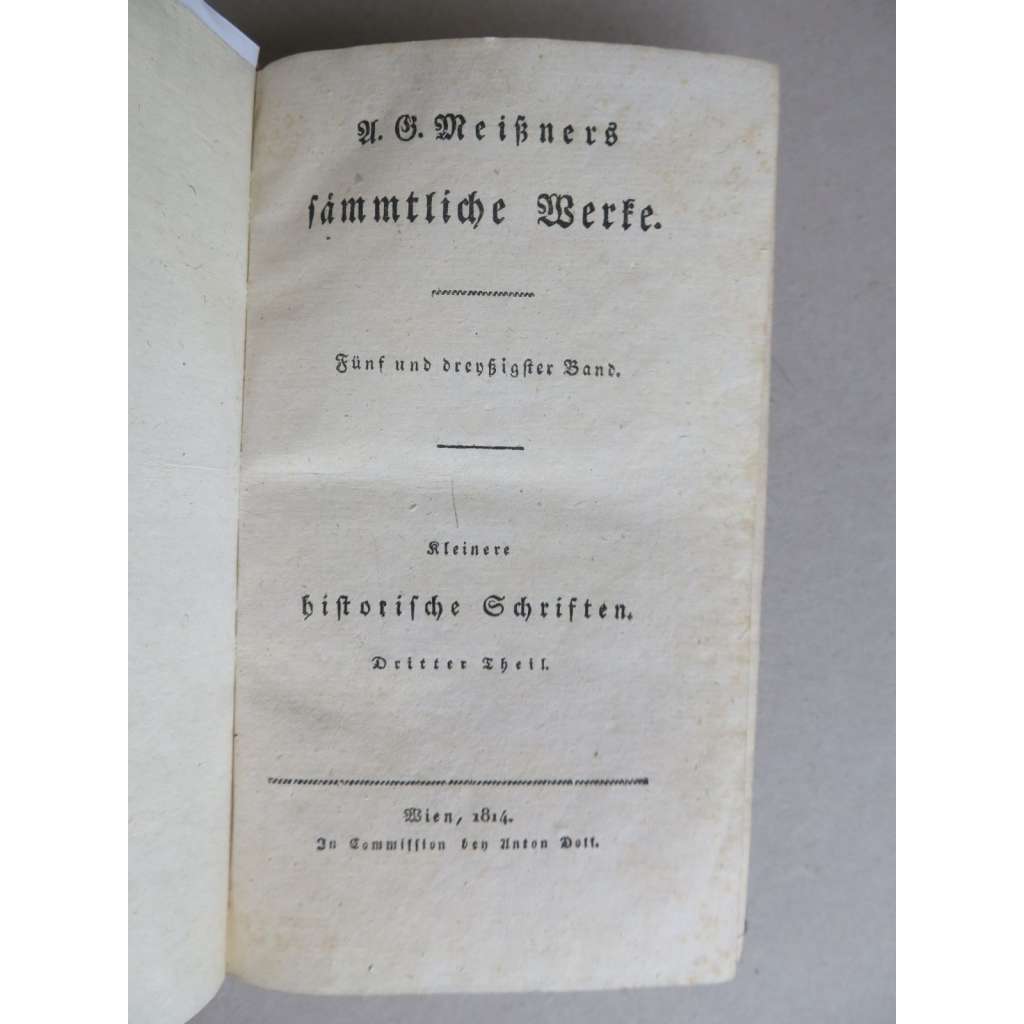 A. G. Meißners
sämmtliche Werke.
Fünf und dreyßigster Band.
Kleinere
historische Schriften.
Dritter Theil.
Wien, 1814.
In Commission bey Anton Doll.